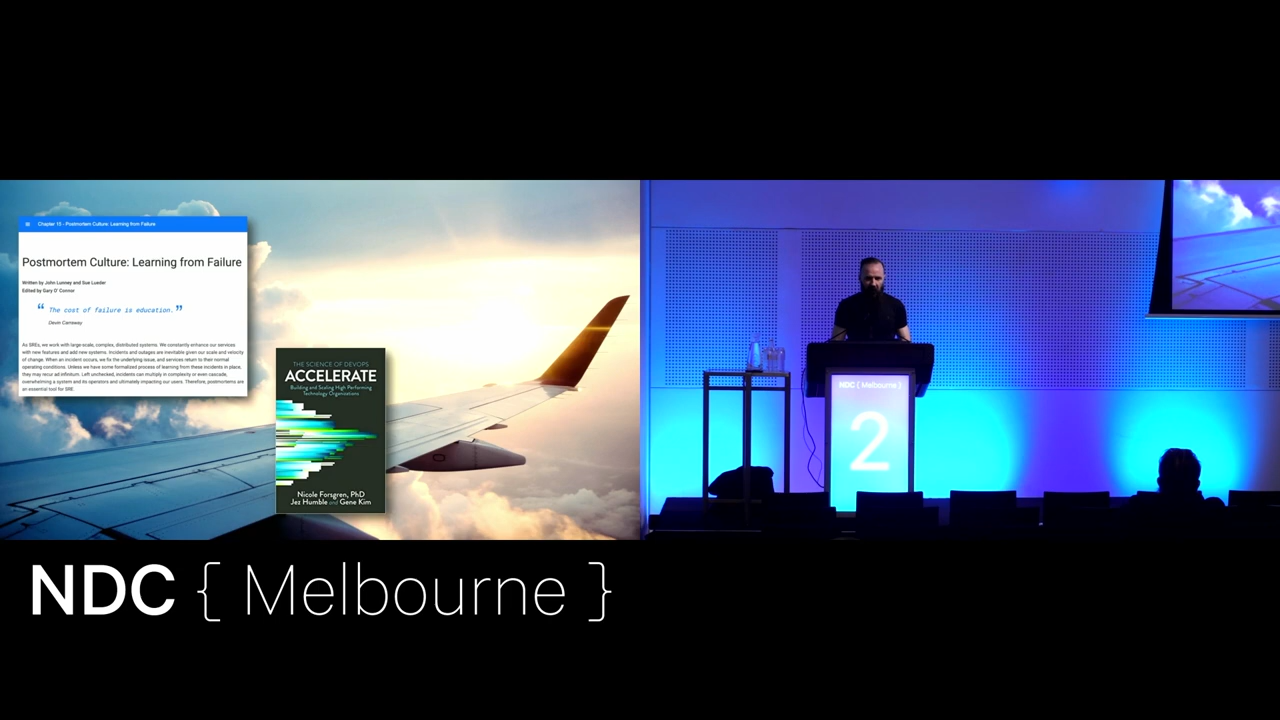 Chapter 15 - Postmortem Culture: Learning from Failure
Postmortem Culture: Learning from Failure
Written by John Lunney and Sue Lueder
Edited by Gary O' Connor
“ The cost of failure is education. ”
Devin Carraway
As SREs, we work with large-scale, complex, distributed systems. We constantly enhance our services
with new features and add new systems. Incidents and outages are inevitable given our scale and velocity
of change. When an incident occurs, we fix the underlying issue, and services return to their normal
operating conditions. Unless we have some formalized process of learning from these incidents in place,
they may recur ad infinitum. Left unchecked, incidents can multiply in complexity or even cascade,
overwhelming a system and its operators and ultimately impacting our users. Therefore, postmortems are
an essential tool for SRE.
THE SCIENCE OF DEVOPS
ACCELERATE
Building and Scaling High Performing
Technology Organizations
Nicole Forsgren, PhD
Jez Humble and Gene Kim
NDC { Melbourne }
2
NDC { Melbourne }